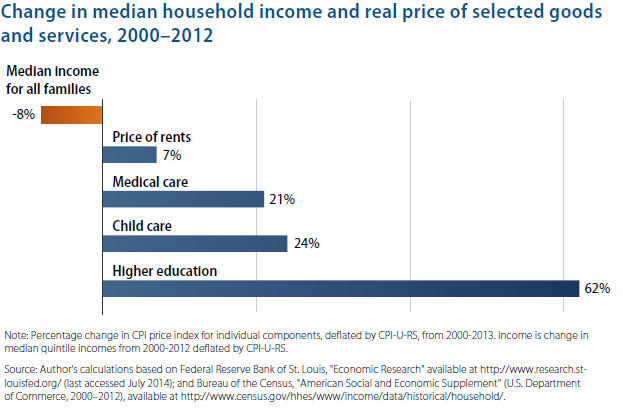 Change in median household income and real price of selected goods
and services, 2000–2012
Median income
for all families
-8%
Price of rents
7%
Medical care
21%
Child care
24%
Higher education
62%
Note: Percentage change in CPI price index for individual components, deflated by CPI-U-RS, from 2000-2013. Income is change in
median quintile incomes from 2000-2012 deflated by CPI-U-RS.
Source: Author's calculations based on Federal Reserve Bank of St. Louis, "Economic Research" available at http://www.research.st-
louisfed.org/ (last accessed July 2014); and Bureau of the Census, "American Social and Economic Supplement" (U.S. Department
of Commerce, 2000–2012), available at http://www.census.gov/hhes/www/income/data/historical/household/.